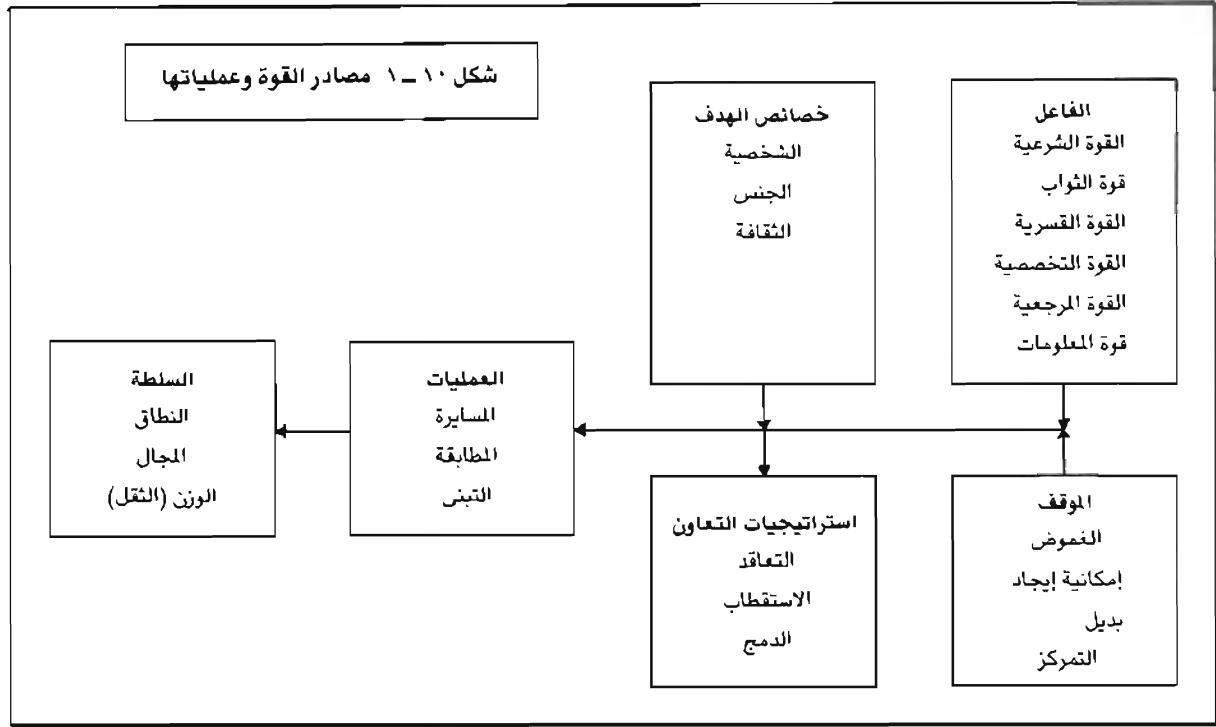 شكل ١٠ – ١ مصادر القوة وعملياتها
الفاعل
القوة الشرعية
قوة الثواب
القوة القسرية
القوة التخصصية
القوة المرجعية
قوة المعلومات
خصائص الهدف
الشخصية
الجنس
الثقافة
الموقف
الغموض
إمكانية إيجاد
بديل
التمركز
استراتيجيات التعاون
التعاقد
الاستقطاب
الدمج
العمليات
المسايرة
المطابقة
التبنى
السلطة
النطاق
المجال
الوزن (الثقل)